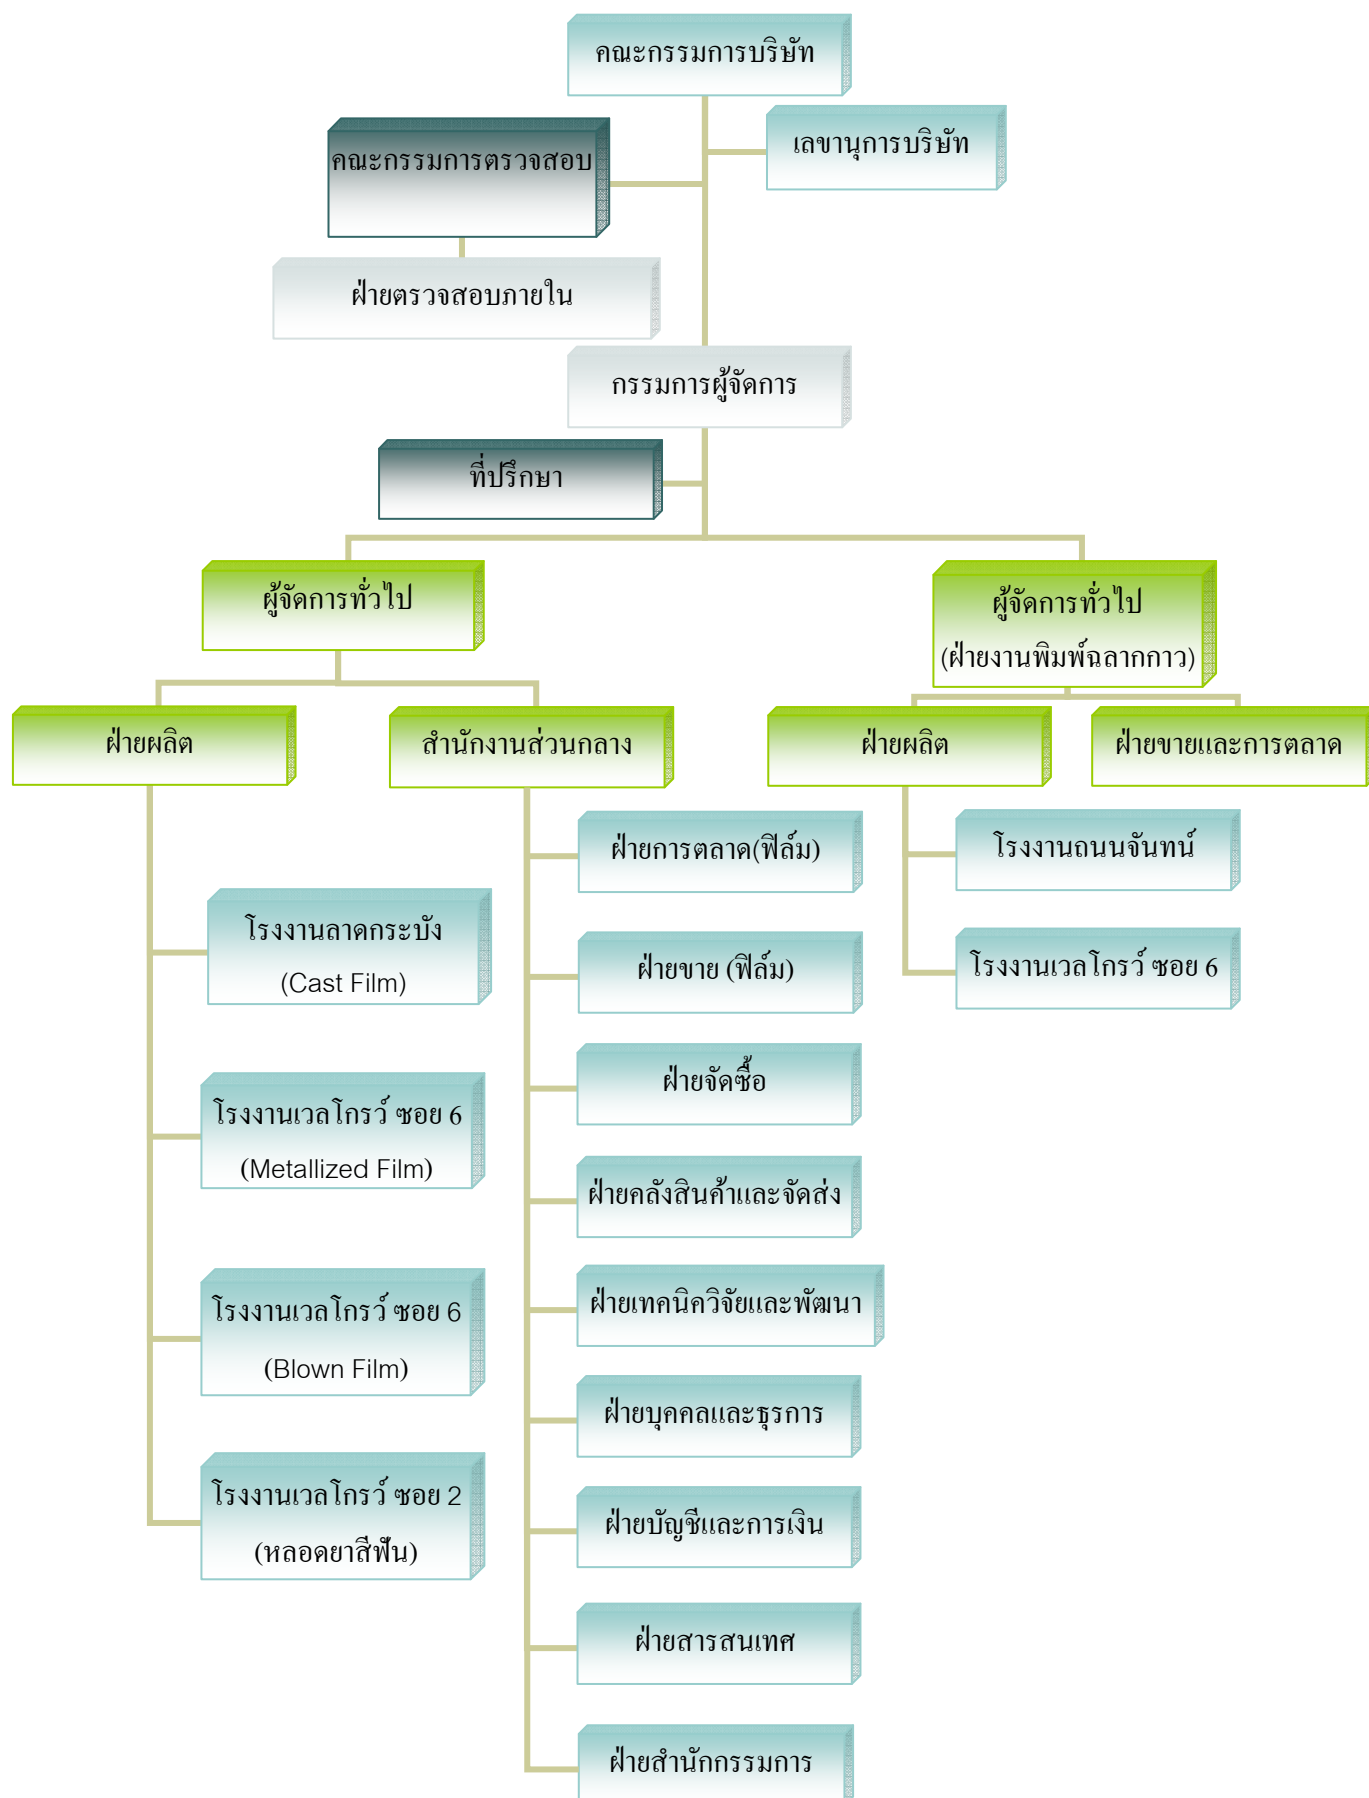 คณะกรรมการบริษัท
เลขานุการบริษัท
คณะกรรมการตรวจสอบ
ฝ่ายตรวจสอบภายใน
กรรมการผู้จัดการ
ที่ปรึกษา
ผู้จัดการทั่วไป
ผู้จัดการทั่วไป
(ฝ่ายงานพิมพ์ฉลากกาว)
ฝ่ายผลิต
สำนักงานส่วนกลาง
ฝ่ายผลิต
ฝ่ายขายและการตลาด
โรงงานลาดกระบัง
(Cast Film)
โรงงานเวลโกรว์ ซอย 6
(Metallized Film)
โรงงานเวลโกรว์ ซอย 6
(Blown Film)
โรงงานเวลโกรว์ ซอย 2
(หลอดยาสีฟัน)
ฝ่ายการตลาด(ฟิล์ม)
ฝ่ายขาย (ฟิล์ม)
ฝ่ายจัดซื้อ
ฝ่ายคลังสินค้าและจัดส่ง
ฝ่ายเทคนิควิจัยและพัฒนา
ฝ่ายบุคคลและธุรการ
ฝ่ายบัญชีและการเงิน
ฝ่ายสารสนเทศ
ฝ่ายสำนักกรรมการ
โรงงานถนนจันทน์
โรงงานเวลโกรว์ ซอย 6